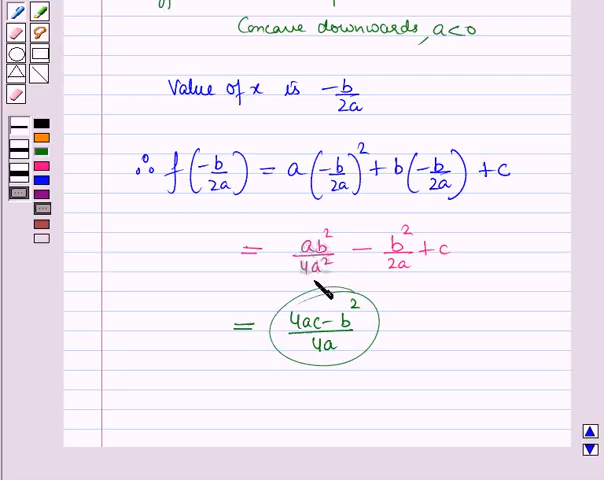 Concave downwards, a<0
Value of x is -b/2a
∴ f(-b/2a) = a(-b/2a)² + b(-b/2a) + c
= ab²/4a² - b²/2a + c
= 4ac-b²/4a